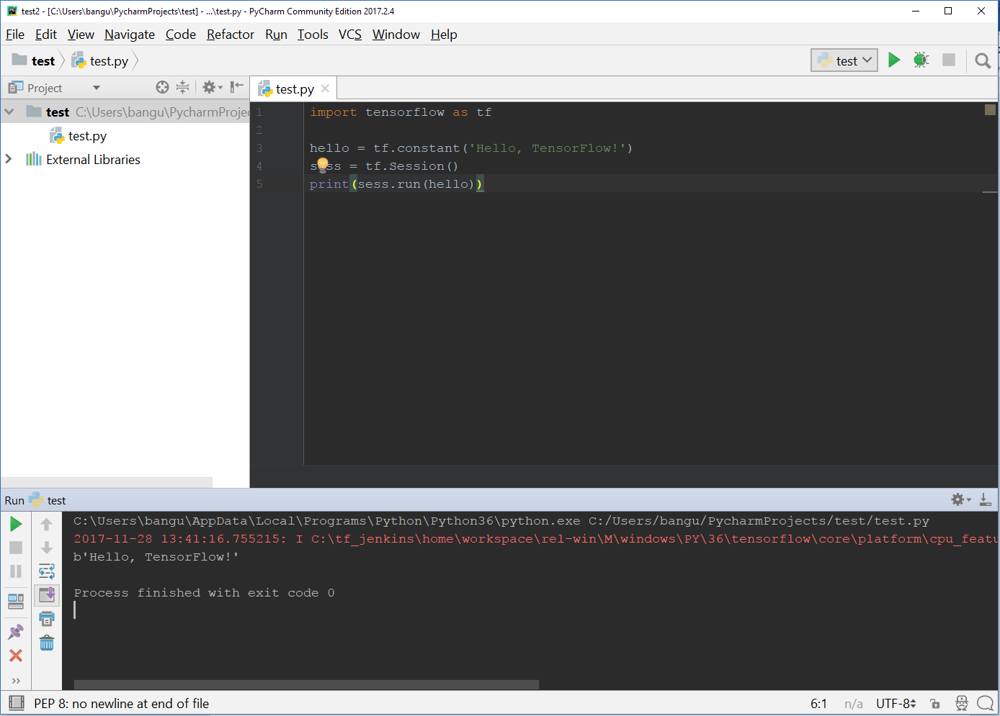 test2 - [C:\Users\bangu\PycharmProjects\test] - ...\test.py - PyCharm Community Edition 2017.2.4
File Edit View Navigate Code Refactor Run Tools VCS Window Help
test test.py test
Project test.py
test C:\Users\bangu\PycharmProjec
test.py
External Libraries
1 import tensorflow as tf
2
3 hello = tf.constant('Hello, TensorFlow!')
4 sess = tf.Session()
5 print(sess.run(hello))
Run test
C:\Users\bangu\AppData\Local\Programs\Python\Python36\python.exe C:/Users/bangu/PycharmProjects/test/test.py
2017-11-28 13:41:16.755215: I C:\tf_jenkins\home\workspace\rel-win\M\windows\PY\36\tensorflow\core\platform\cpu_featu
b'Hello, TensorFlow!'
Process finished with exit code 0
PEP 8: no newline at end of file 6:1 n/a UTF-8